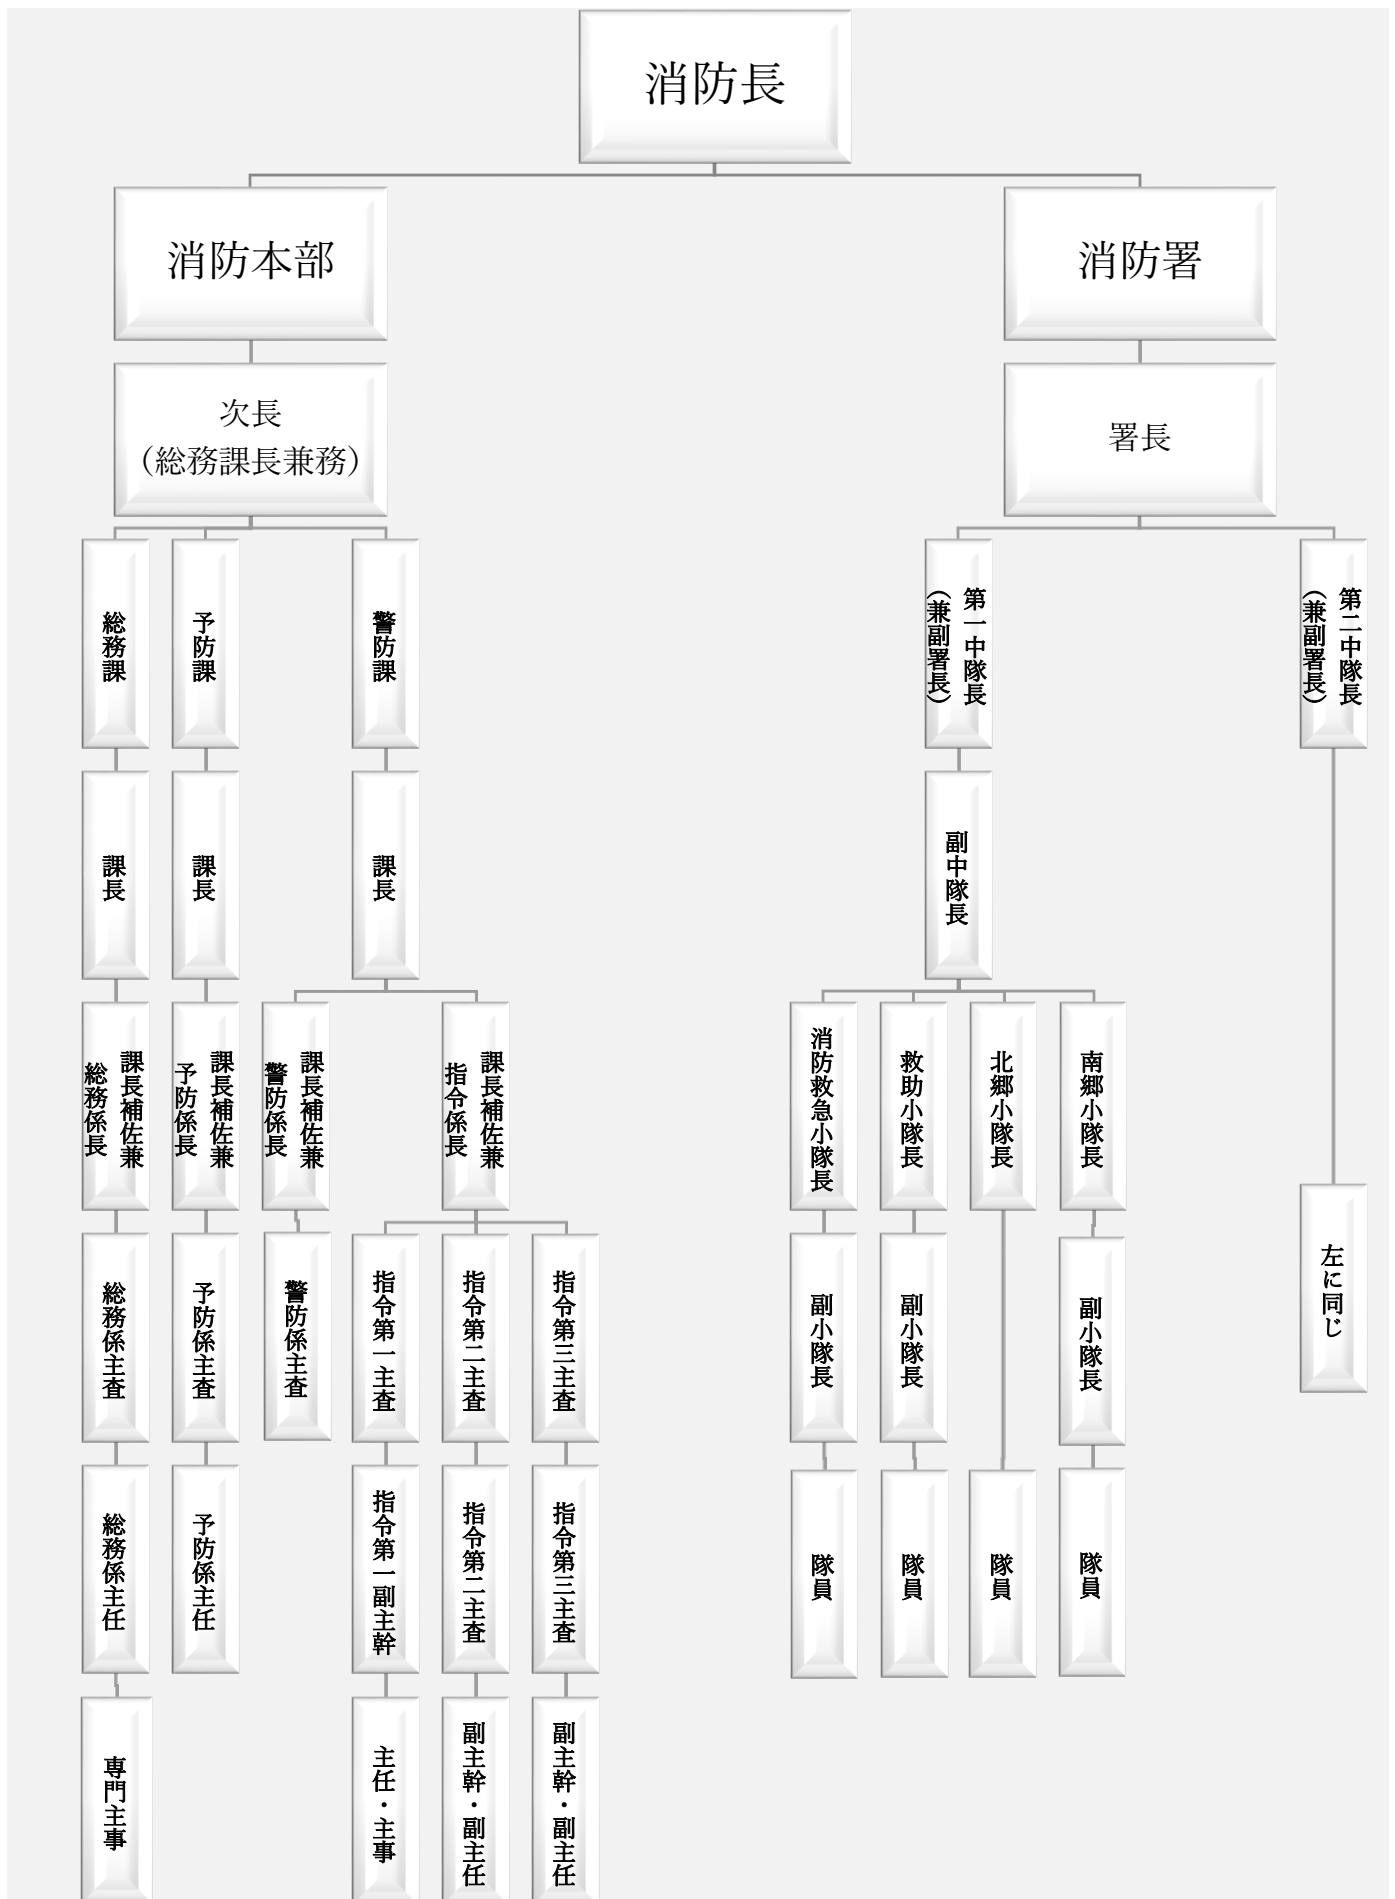 消防長
消防本部
消防署
次長
（総務課長兼務）
署長
総務課
予防課
警防課
第一中隊長
（兼副署長）
第二中隊長
（兼副署長）
課長
課長
課長
副中隊長
課長補佐兼
総務係長
課長補佐兼
予防係長
課長補佐兼
警防係長
課長補佐兼
指令係長
消防救急小隊長
救助小隊長
北郷小隊長
南郷小隊長
総務係主査
予防係主査
警防係主査
指令第一主査
指令第二主査
指令第三主査
副小隊長
副小隊長
副小隊長
左に同じ
総務係主任
予防係主任
指令第一副主幹
指令第二主査
指令第三主査
隊員
隊員
隊員
隊員
専門主事
主任・主事
副主幹・副主任
副主幹・副主任